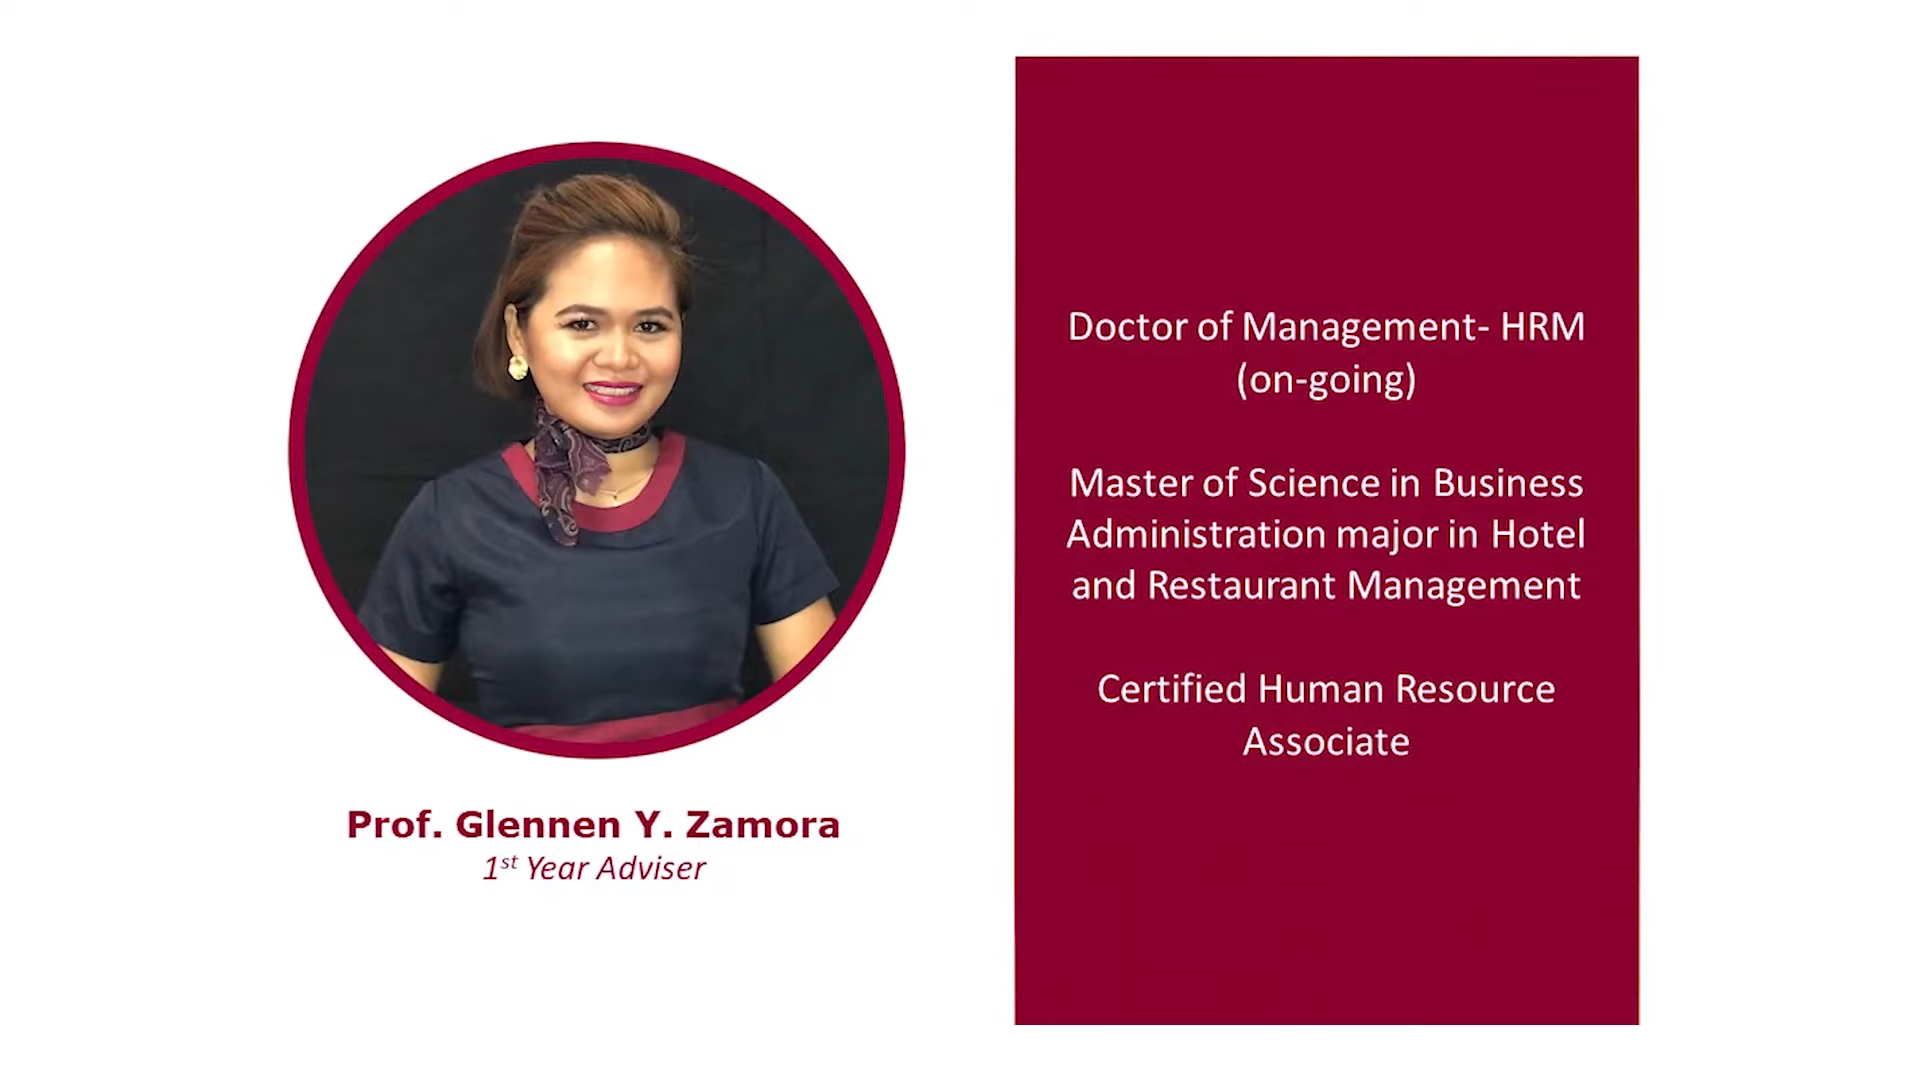 Prof. Glennen Y. Zamora
1st Year Adviser
Doctor of Management- HRM
(on-going)
Master of Science in Business
Administration major in Hotel
and Restaurant Management
Certified Human Resource
Associate